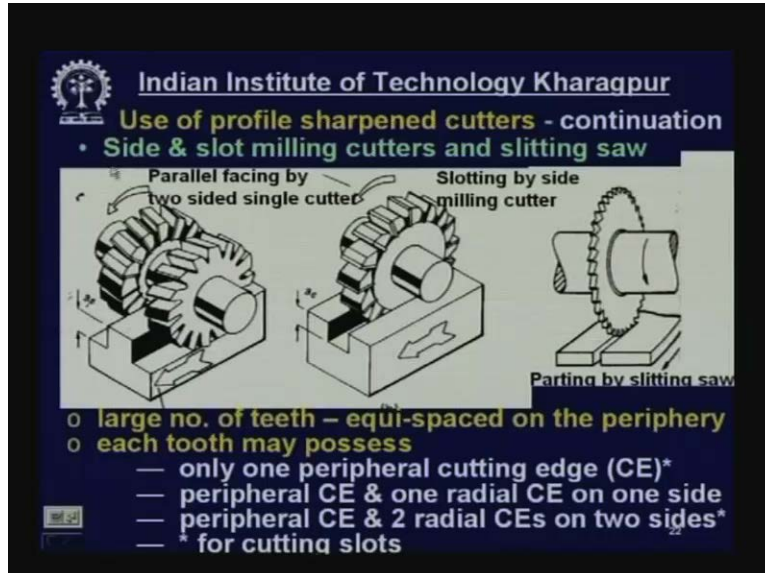 Indian Institute of Technology Kharagpur
Use of profile sharpened cutters - continuation
• Side & slot milling cutters and slitting saw
Parallel facing by
two sided single cutter
Slotting by side
milling cutter
Parting by slitting saw
o large no. of teeth – equi-spaced on the periphery
o each tooth may possess
— only one peripheral cutting edge (CE)*
— peripheral CE & one radial CE on one side
— peripheral CE & 2 radial CEs on two sides*
— * for cutting slots
22